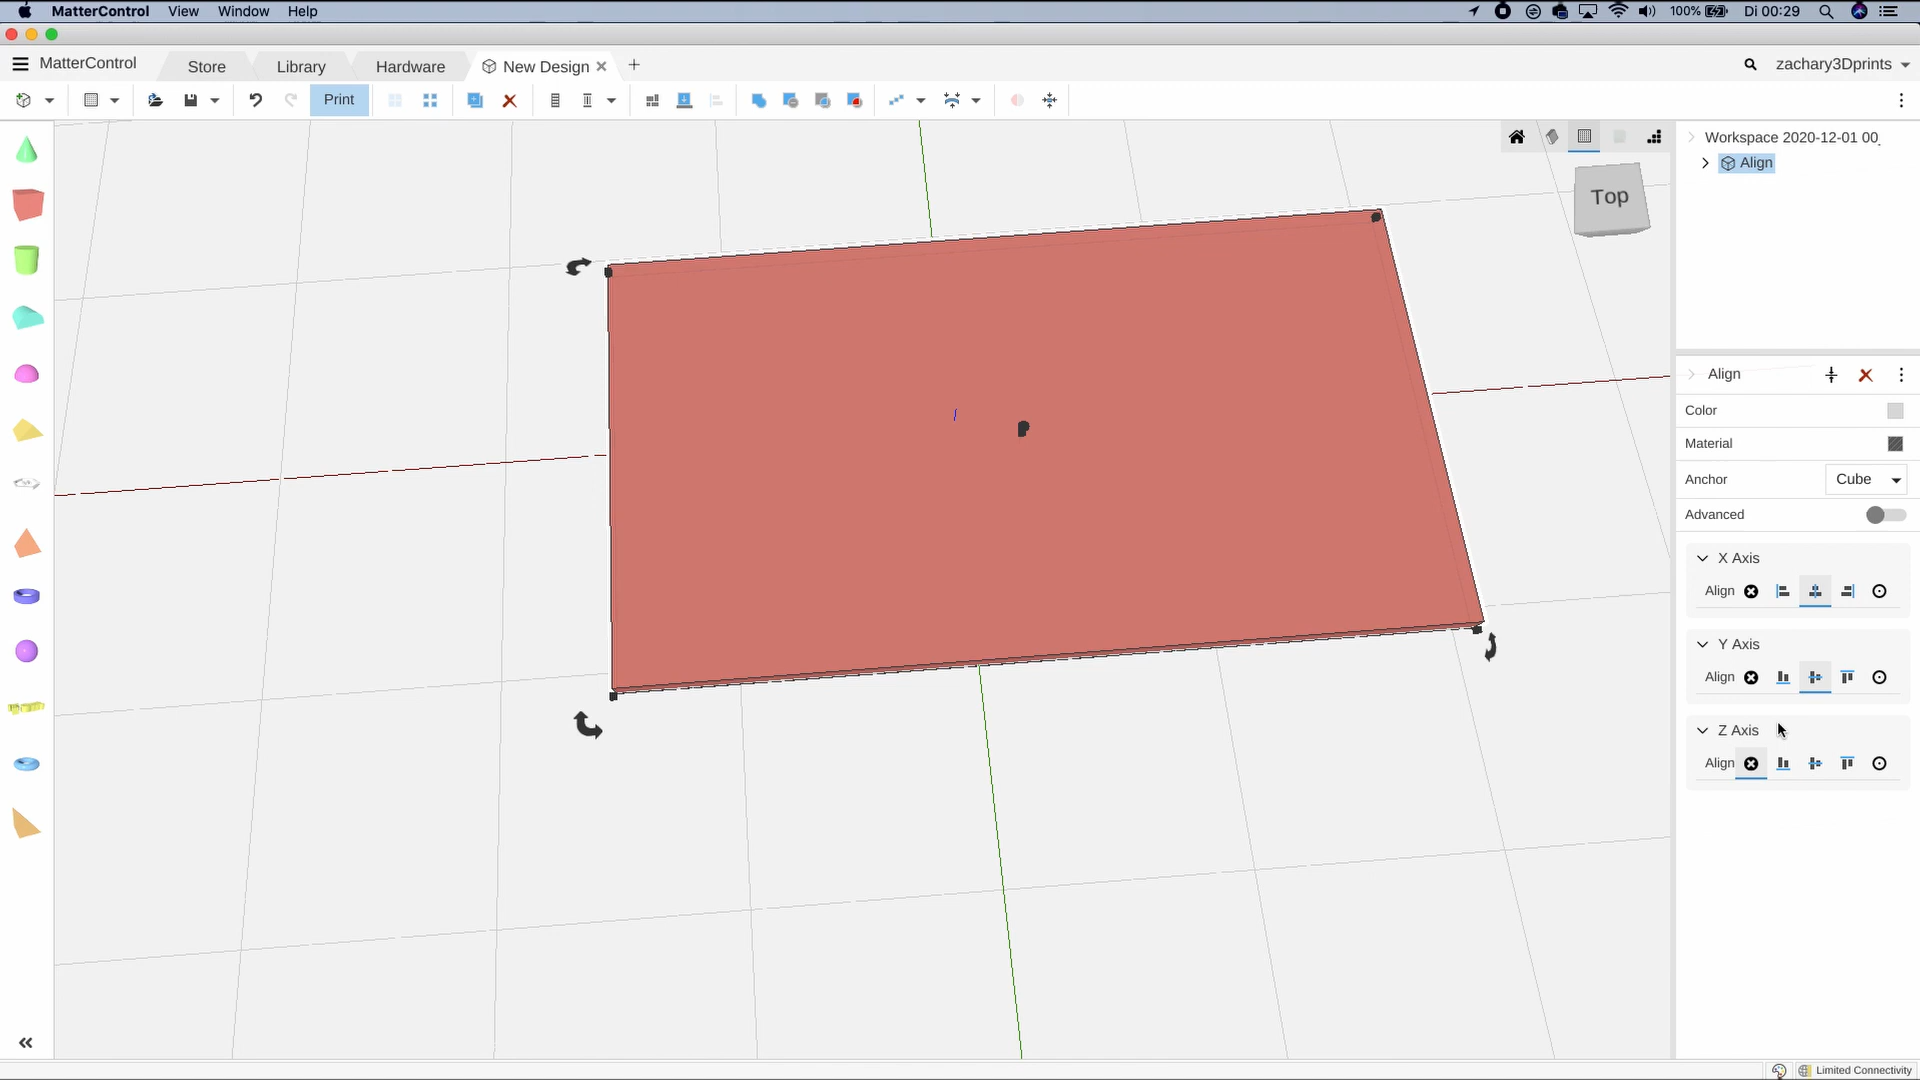 MatterControl View Window Help 100% Di 00:29
MatterControl Store Library Hardware New Design zachary3Dprints
Print
Workspace 2020-12-01 00
Align
Top
Align
Color
Material
Anchor Cube
Advanced
X Axis
Align
Y Axis
Align
Z Axis
Align
Limited Connectivity